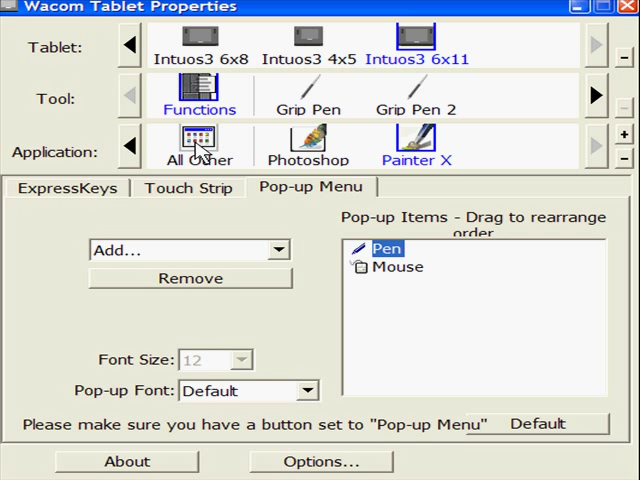 Wacom Tablet Properties
Tablet:
Intuos3 6x8 Intuos3 4x5 Intuos3 6x11
Tool:
Functions Grip Pen Grip Pen 2
Application:
All Other Photoshop Painter X
ExpressKeys Touch Strip Pop-up Menu
Pop-up Items - Drag to rearrange order
Add...
Pen
Remove
Mouse
Font Size: 12
Pop-up Font: Default
Please make sure you have a button set to "Pop-up Menu" Default
About Options...